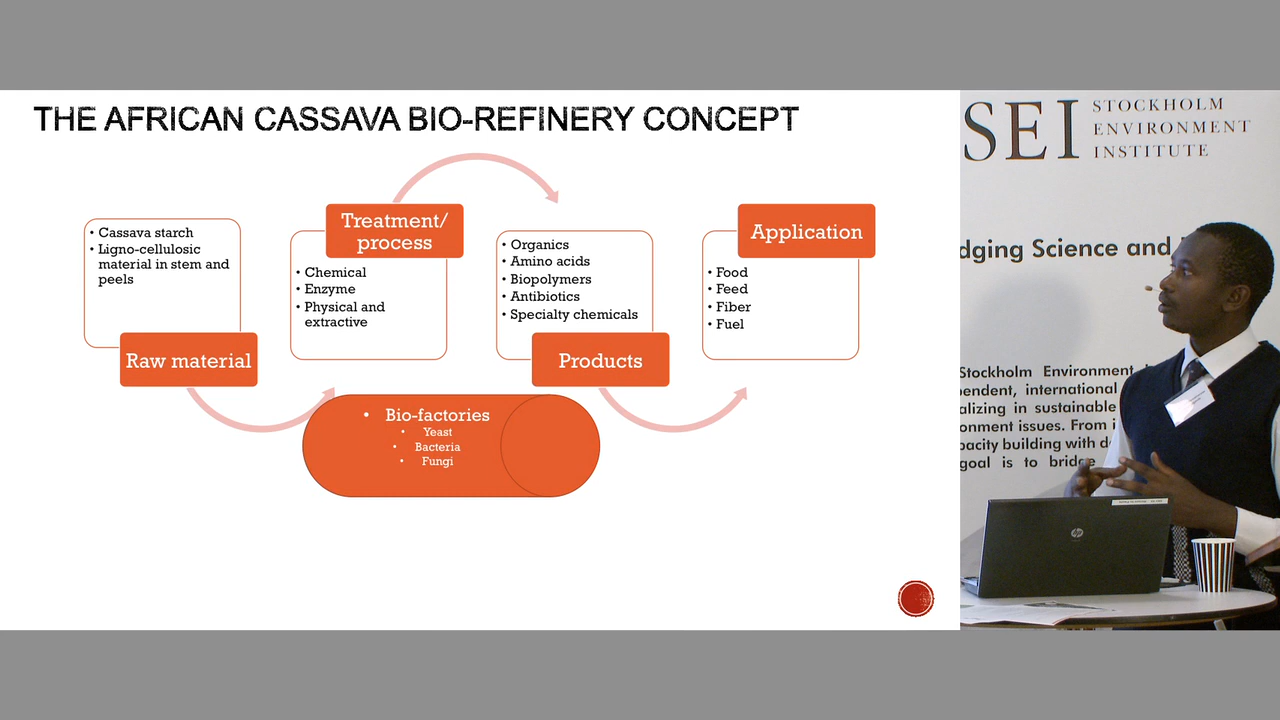 THE AFRICAN CASSAVA BIO-REFINERY CONCEPT
• Cassava starch
• Ligno-cellulosic
material in stem and
peels
Raw material
Treatment/
process
• Chemical
• Enzyme
• Physical and
extractive
• Organics
• Amino acids
• Biopolymers
• Antibiotics
• Specialty chemicals
Products
Application
• Food
• Feed
• Fiber
• Fuel
• Bio-factories
• Yeast
• Bacteria
• Fungi
SEI
STOCKHOLM
ENVIRONMENT
INSTITUTE
dging Science and
Stockholm Environment
pendent, international
alizing in sustainable
onment issues. From
pacity building with
goal is to bridge
hp